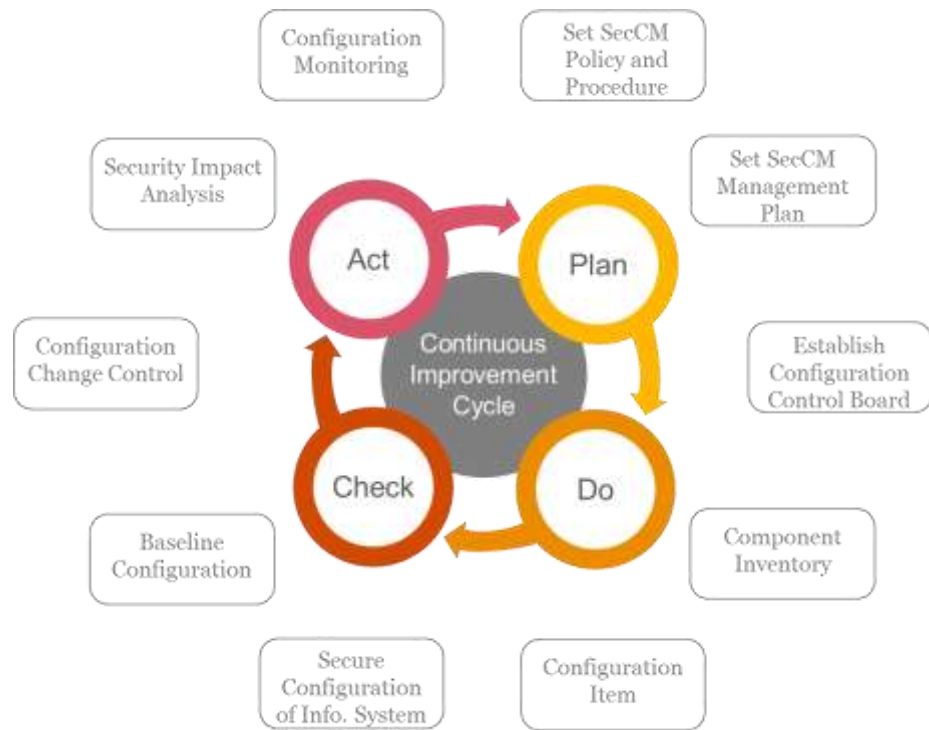 Configuration
Monitoring
Set SecCM
Policy and
Procedure
Security Impact
Analysis
Set SecCM
Management
Plan
Act
Plan
Continuous
Improvement
Cycle
Configuration
Change Control
Establish
Configuration
Control Board
Check
Do
Baseline
Configuration
Component
Inventory
Secure
Configuration
of Info. System
Configuration
Item